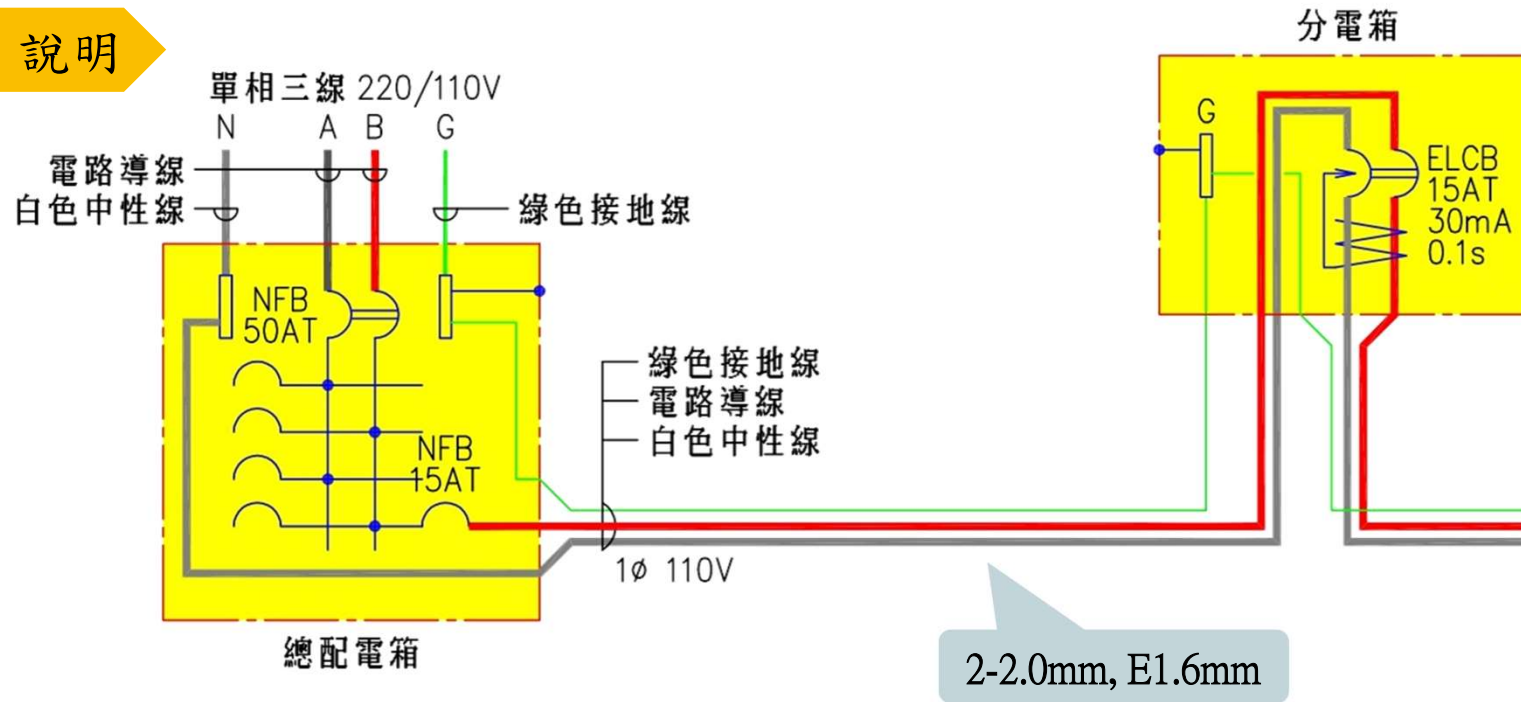 說明
單相三線 220/110V
N A B G
電路導線
白色中性線
綠色接地線
NFB
50AT
NFB
15AT
綠色接地線
電路導線
白色中性線
1ø 110V
總配電箱
2-2.0mm, E1.6mm
分電箱
G
ELCB
15AT
30mA
0.1s